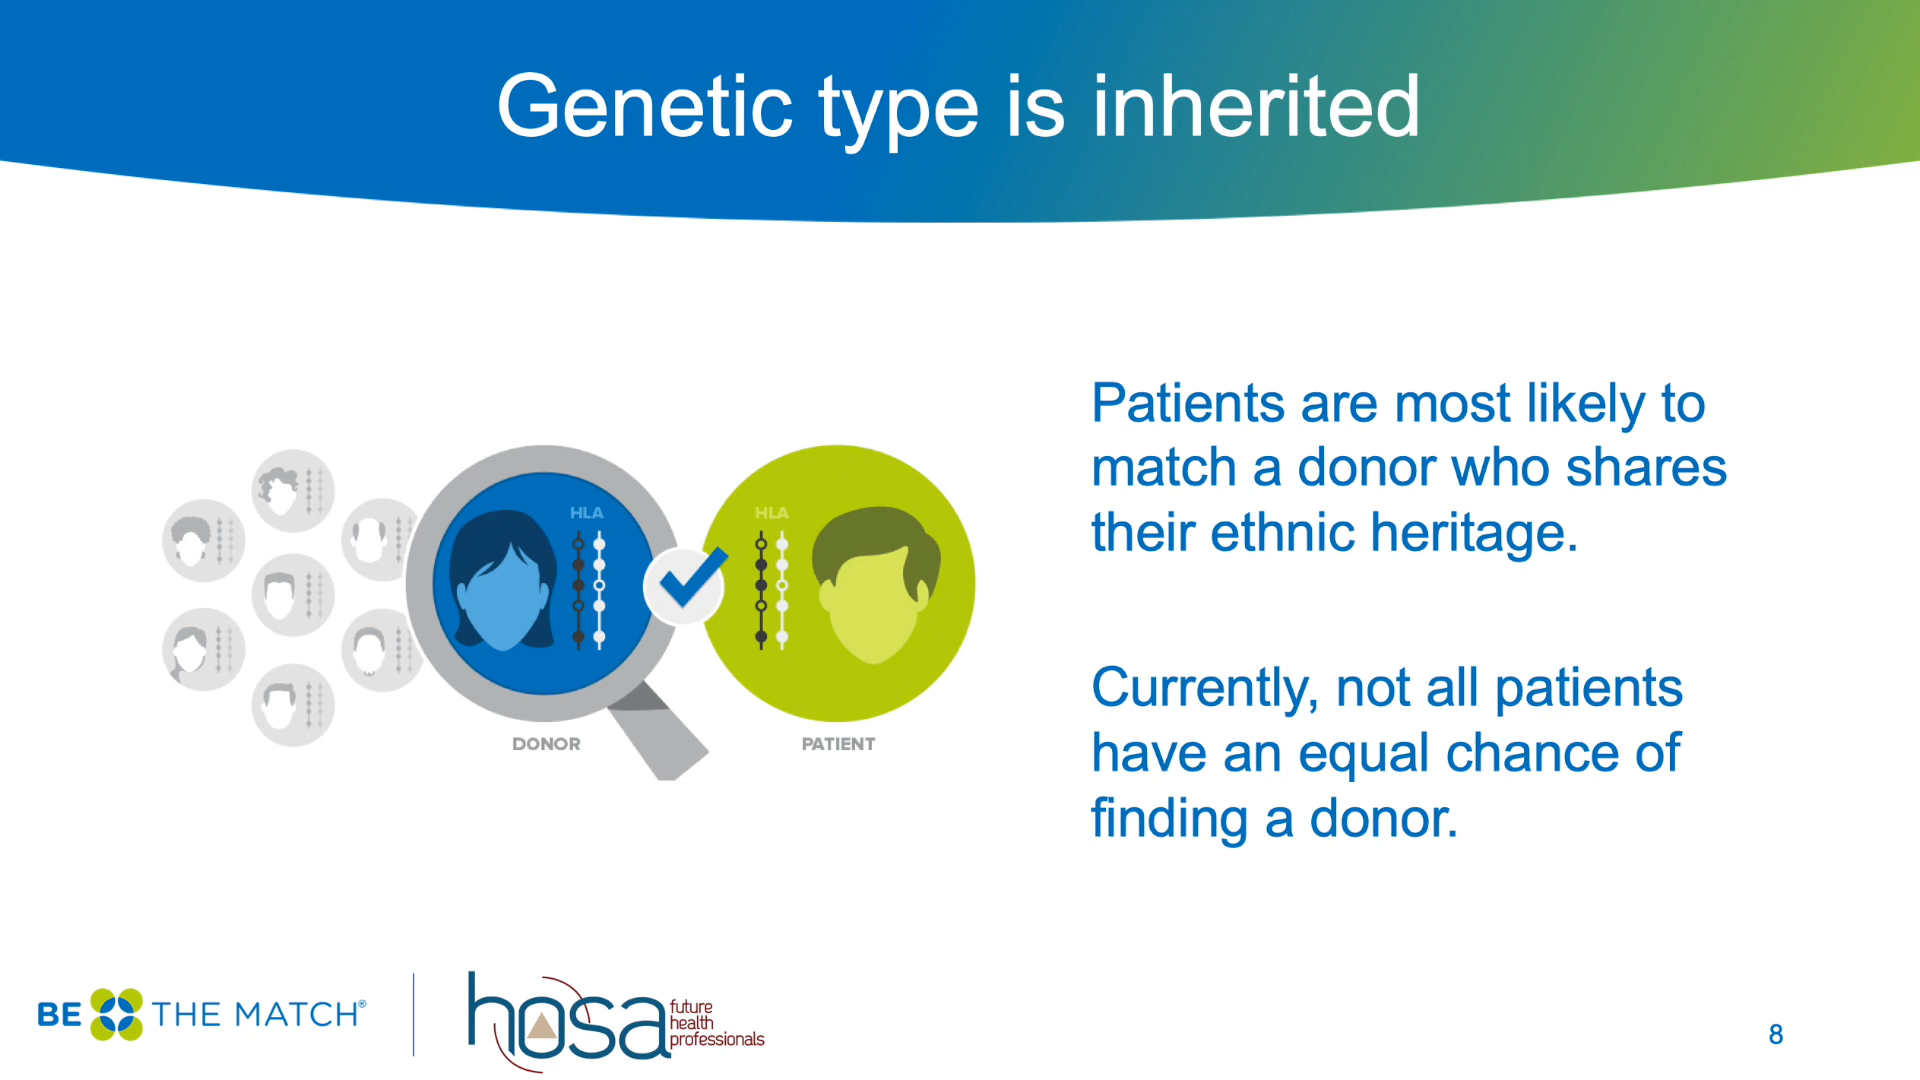 Genetic type is inherited
Patients are most likely to
match a donor who shares
their ethnic heritage.
Currently, not all patients
have an equal chance of
finding a donor.
HLA
HLA
DONOR
PATIENT
BE THE MATCH®
hosa
future
health
professionals
8